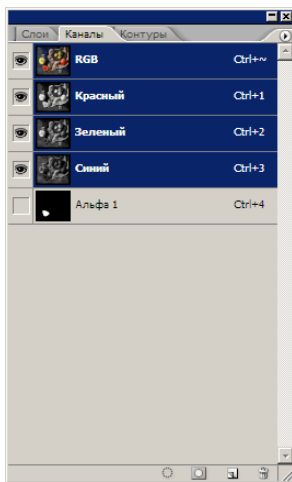 Слои Каналы Контуры
RGB Ctrl+~
Красный Ctrl+1
Зеленый Ctrl+2
Синий Ctrl+3
Альфа 1 Ctrl+4